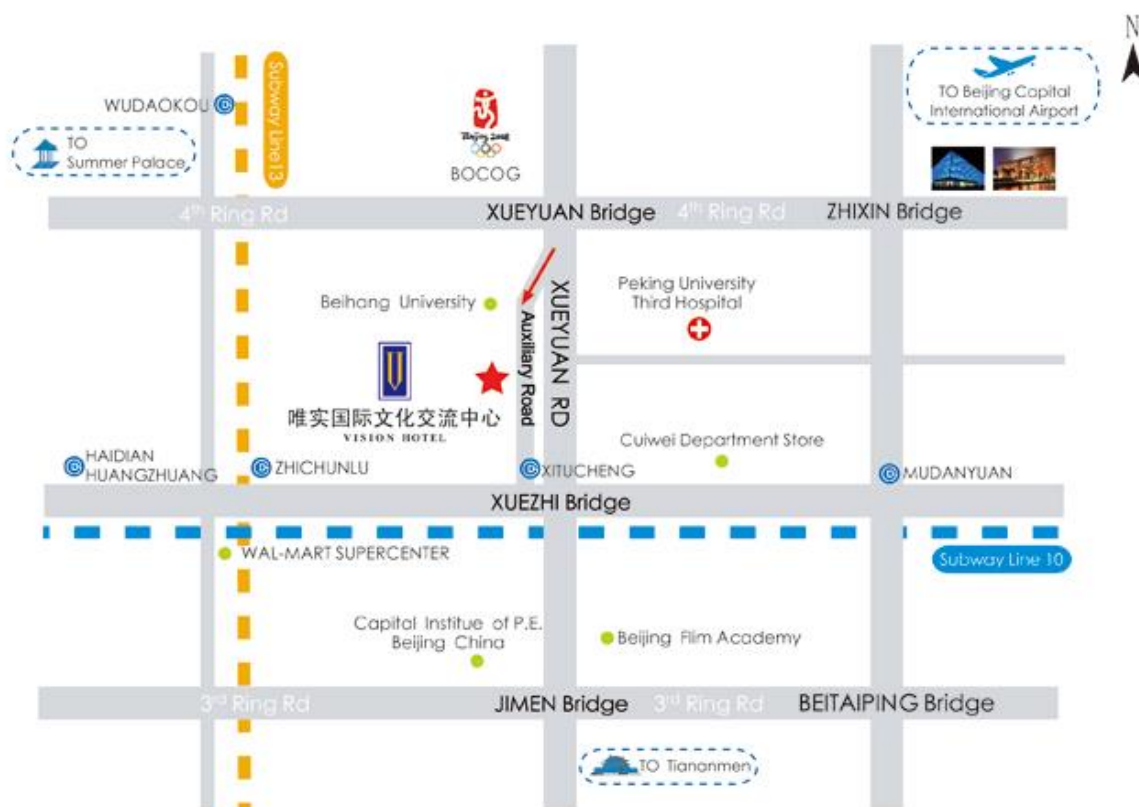 N
WUDAOKOU
Subway Line13
TO
Summer Palace
Beijing 2008
BOCOG
TO Beijing Capital
International Airport
4th Ring Rd
XUEYUAN Bridge
4th Ring Rd
ZHIXIN Bridge
Beihang University
Auxiliary Road
XUEYUAN RD
Peking University
Third Hospital
唯实国际文化交流中心
VISION HOTEL
Cuiwei Department Store
HAIDIAN
HUANGZHUANG
ZHICHUNLU
XITUCHENG
MUDANYUAN
XUEZHI Bridge
WAL-MART SUPERCENTER
Subway Line 10
Capital Institue of P.E.
Beijing China
Beijing Flim Academy
3rd Ring Rd
JIMEN Bridge
3rd Ring Rd
BEITAIPING Bridge
TO Tiananmen